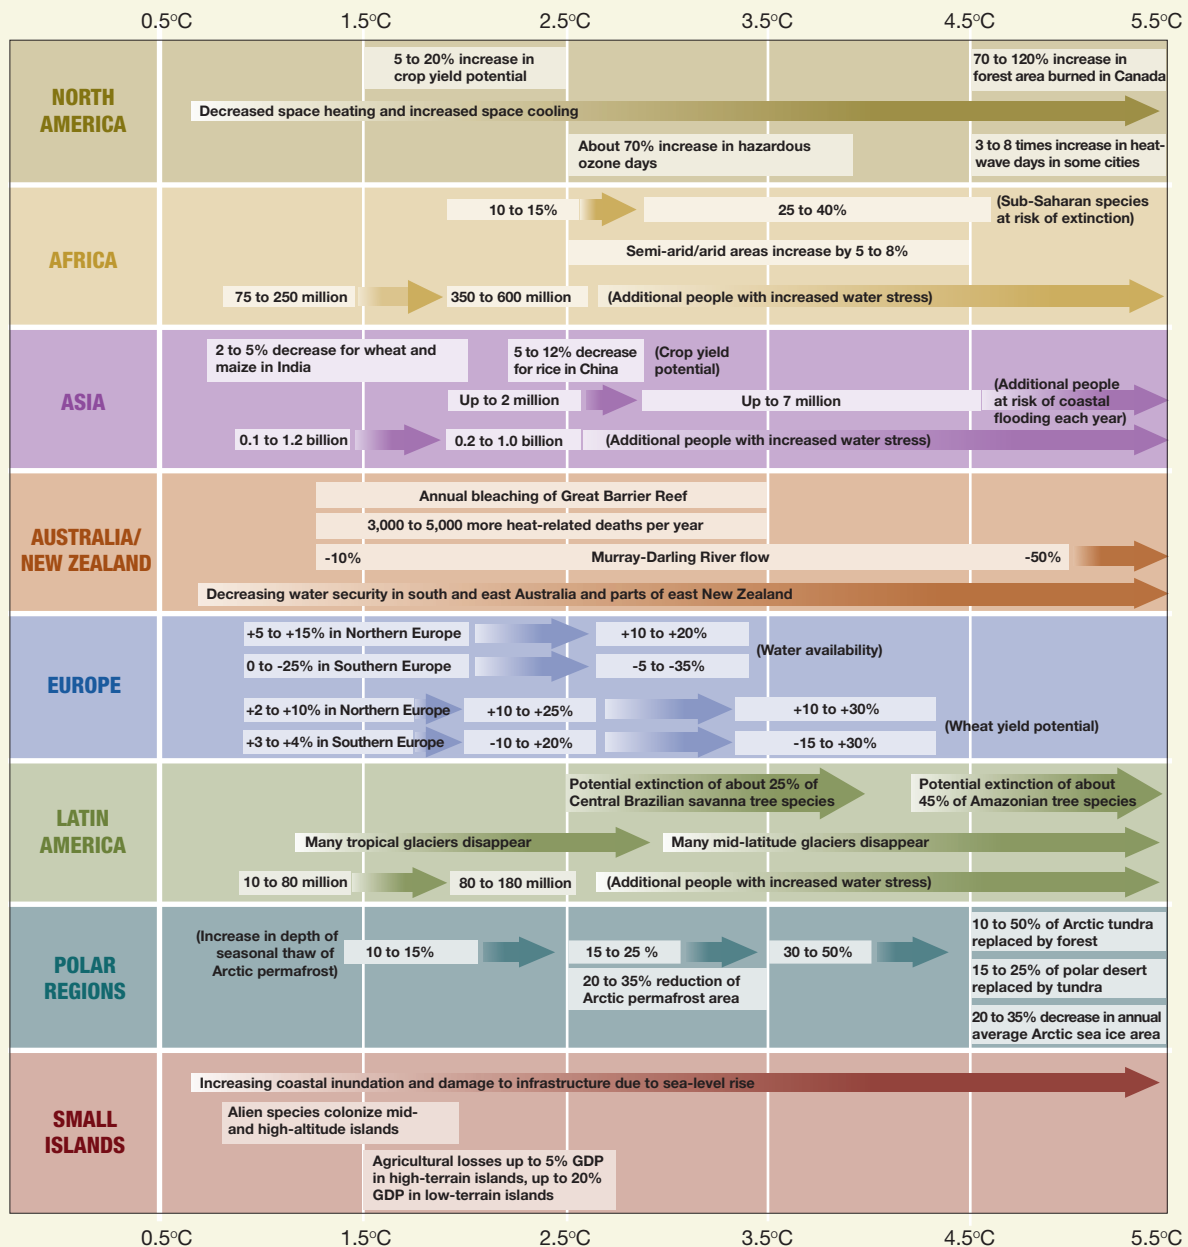 0.5ºC 1.5ºC 2.5ºC 3.5ºC 4.5ºC 5.5ºC
NORTH
AMERICA
5 to 20% increase in
crop yield potential
70 to 120% increase in
forest area burned in Canada
Decreased space heating and increased space cooling
About 70% increase in hazardous
ozone days
3 to 8 times increase in heat-
wave days in some cities
AFRICA
10 to 15%
25 to 40%
(Sub-Saharan species
at risk of extinction)
Semi-arid/arid areas increase by 5 to 8%
75 to 250 million
350 to 600 million
(Additional people with increased water stress)
ASIA
2 to 5% decrease for wheat and
maize in India
5 to 12% decrease
for rice in China
(Crop yield
potential)
Up to 2 million
Up to 7 million
(Additional people
at risk of coastal
flooding each year)
0.1 to 1.2 billion
0.2 to 1.0 billion
(Additional people with increased water stress)
AUSTRALIA/
NEW ZEALAND
Annual bleaching of Great Barrier Reef
3,000 to 5,000 more heat-related deaths per year
-10%
Murray-Darling River flow
-50%
Decreasing water security in south and east Australia and parts of east New Zealand
EUROPE
+5 to +15% in Northern Europe
+10 to +20%
(Water availability)
0 to -25% in Southern Europe
-5 to -35%
+2 to +10% in Northern Europe
+10 to +25%
+10 to +30%
(Wheat yield potential)
+3 to +4% in Southern Europe
-10 to +20%
-15 to +30%
LATIN
AMERICA
Potential extinction of about 25% of
Central Brazilian savanna tree species
Potential extinction of about
45% of Amazonian tree species
Many tropical glaciers disappear
Many mid-latitude glaciers disappear
10 to 80 million
80 to 180 million
(Additional people with increased water stress)
POLAR
REGIONS
(Increase in depth of
seasonal thaw of
Arctic permafrost)
10 to 15%
15 to 25 %
30 to 50%
10 to 50% of Arctic tundra
replaced by forest
20 to 35% reduction of
Arctic permafrost area
15 to 25% of polar desert
replaced by tundra
20 to 35% decrease in annual
average Arctic sea ice area
SMALL
ISLANDS
Increasing coastal inundation and damage to infrastructure due to sea-level rise
Alien species colonize mid-
and high-altitude islands
Agricultural losses up to 5% GDP
in high-terrain islands, up to 20%
GDP in low-terrain islands
0.5ºC 1.5ºC 2.5ºC 3.5ºC 4.5ºC 5.5ºC